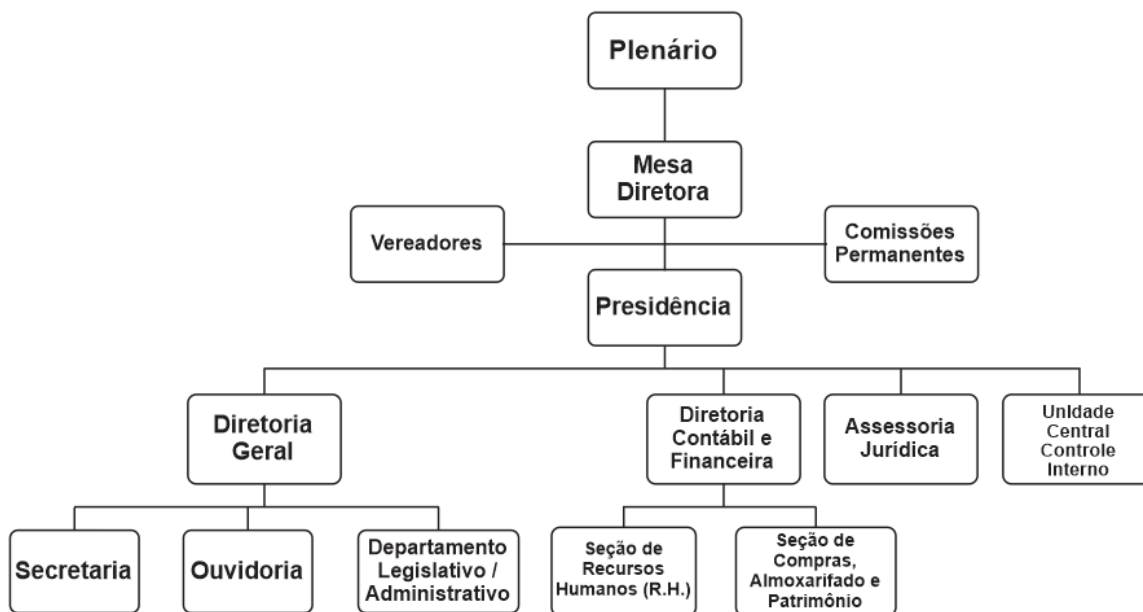 Plenário
Mesa
Diretora
Vereadores
Comissões
Permanentes
Presidência
Diretoria
Geral
Diretoria
Contábil e
Financeira
Assessoria
Jurídica
Unidade
Central
Controle
Interno
Secretaria
Ouvidoria
Departamento
Legislativo /
Administrativo
Seção de
Recursos
Humanos (R.H.)
Seção de
Compras,
Almoxarifado e
Patrimônio